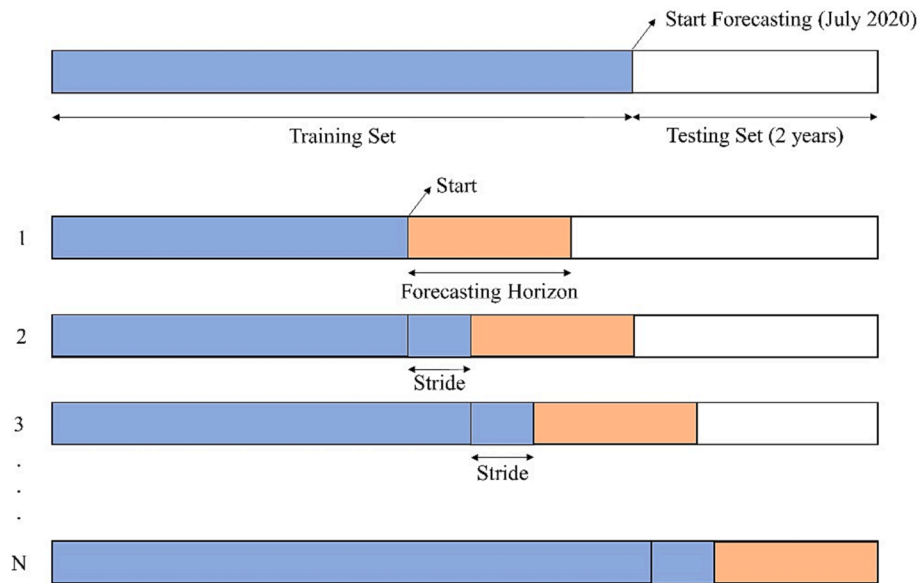 Start Forecasting (July 2020)
Training Set
Testing Set (2 years)
Start
1
Forecasting Horizon
2
Stride
3
Stride
.
.
.
N